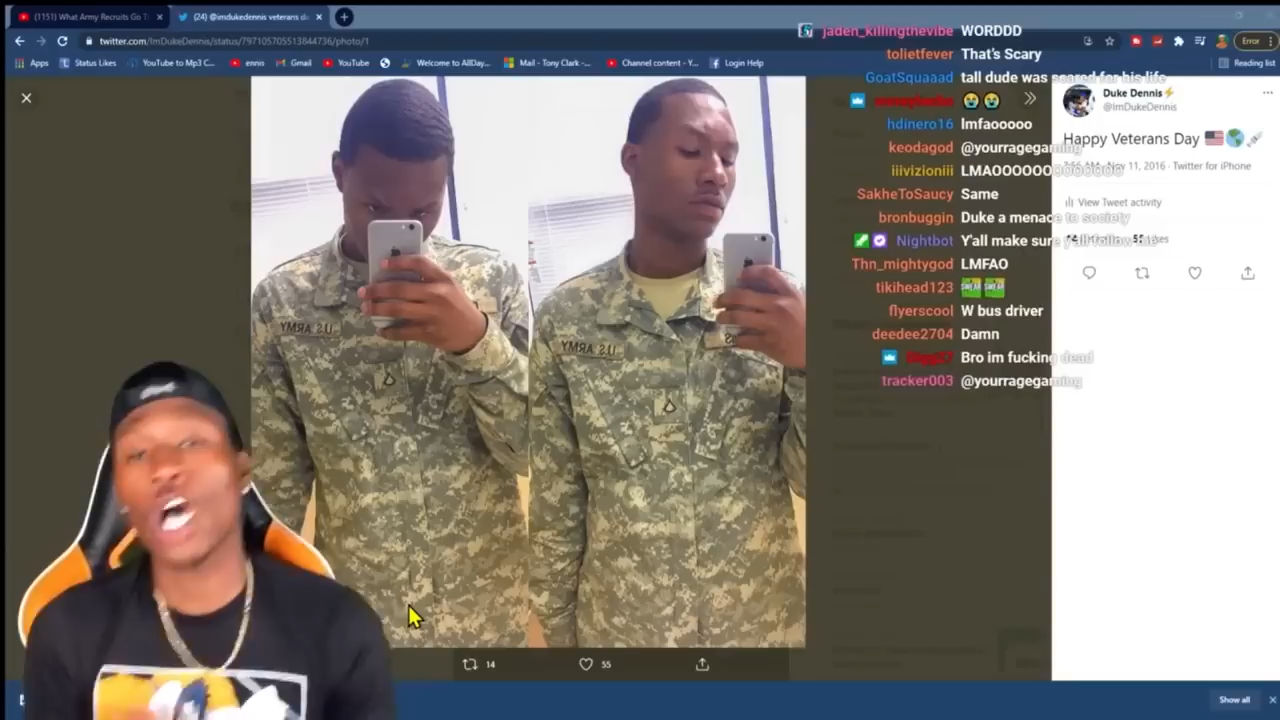 (1151) What Army Recruits Go T
(24) @imdukedennis veterans d
twitter.com/ImDukeDennis/status/797105705513844736/photo/1
Error
Apps
Status Likes
YouTube to Mp3 C...
ennis
Gmail
YouTube
Welcome to AllDay...
Mail - Tony Clark -...
Channel content - Y...
Login Help
Reading list
jaden_killingthevibe WORDDD
tolietfever That's Scary
GoatSquaaad tall dude was scared for his life
hdinero16 lmfaooooo
keodagod @yourragegaming
iiivizioniii LMAOOOOOOOOOOOOO
SakheToSaucy Same
bronbuggin Duke a menace to society
Nightbot Y'all make sure y'all follow
Thn_mightygod LMFAO
tikihead123
flyerscool W bus driver
deedee2704 Damn
Bro im fucking dead
tracker003 @yourragegaming
Duke Dennis
@ImDukeDennis
Happy Veterans Day
Nov 11, 2016 · Twitter for iPhone
View Tweet activity
U.S. ARMY
U.S. ARMY
14
55
Show all